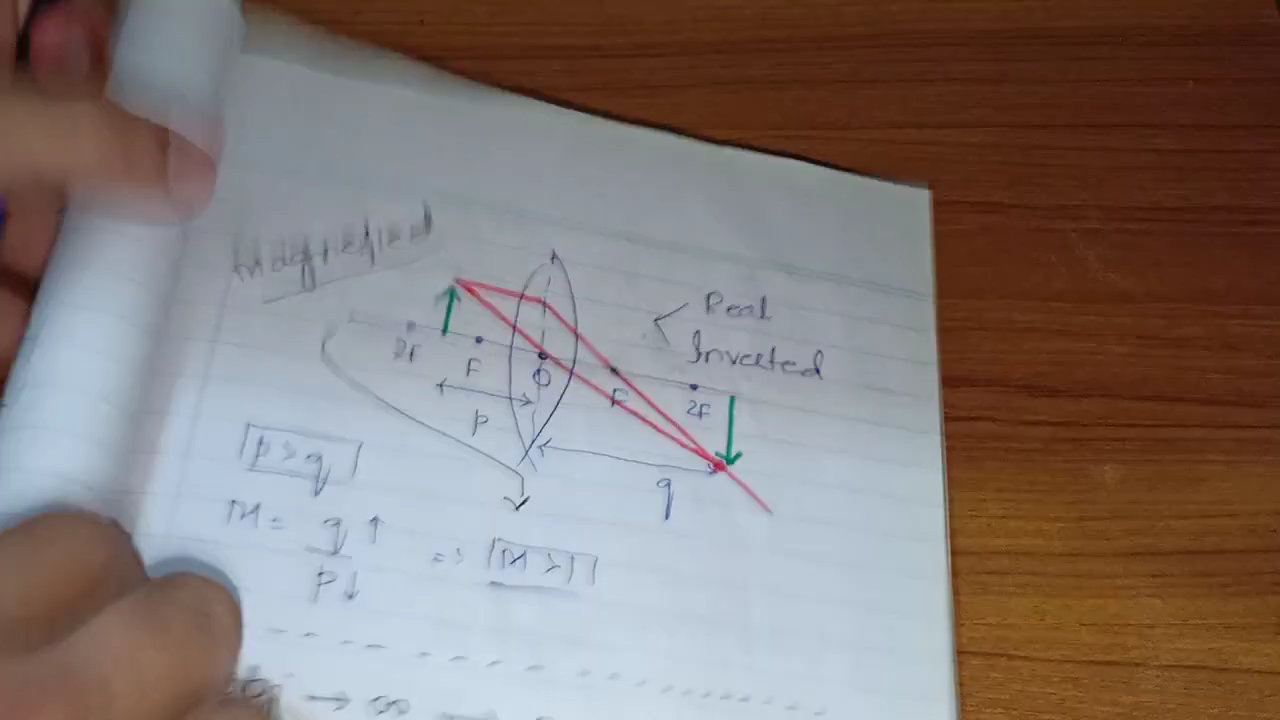 Magnified
Real
Inverted
2F F O F 2F
p
q
p > q
M = q ↑ / p ↓ => M > 1